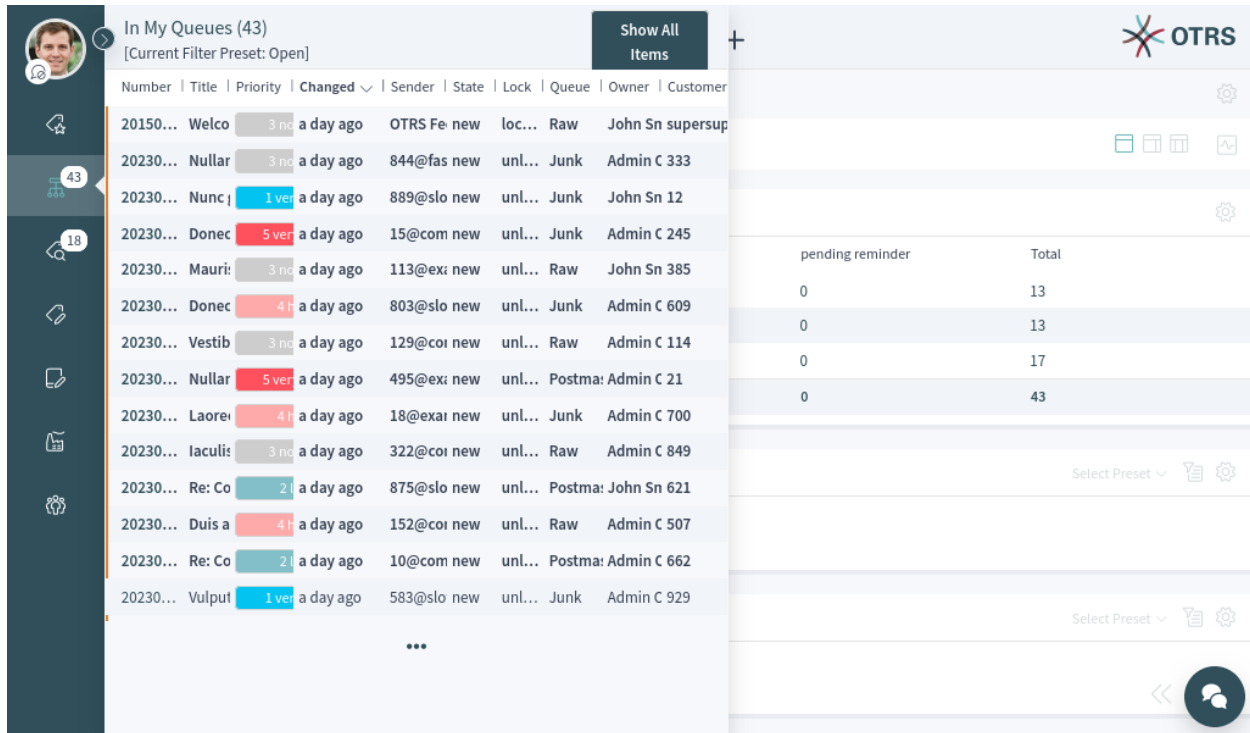 In My Queues (43)
[Current Filter Preset: Open]
Show All
Items
+
OTRS
Number Title Priority Changed Sender State Lock Queue Owner Customer
20150... Welco 3 no a day ago OTRS Fe new loc... Raw John Sn supersup
20230... Nullar 3 no a day ago 844@fas new unl... Junk Admin C 333
20230... Nunc 1 ver a day ago 889@slo new unl... Junk John Sn 12
20230... Donec 5 very a day ago 15@com new unl... Junk Admin C 245
20230... Mauris 3 no a day ago 113@exa new unl... Raw John Sn 385
20230... Donec 4 h a day ago 803@slo new unl... Junk Admin C 609
20230... Vestib 3 no a day ago 129@cor new unl... Raw Admin C 114
20230... Nullar 5 very a day ago 495@exa new unl... Postmas Admin C 21
20230... Laore 4 h a day ago 18@exar new unl... Junk Admin C 700
20230... Iaculis 3 no a day ago 322@cor new unl... Raw Admin C 849
20230... Re: Co 2 l a day ago 875@slo new unl... Postmas John Sn 621
20230... Duis a 4 h a day ago 152@cor new unl... Raw Admin C 507
20230... Re: Co 2 l a day ago 10@com new unl... Postmas Admin C 662
20230... Vulput 1 ver a day ago 583@slo new unl... Junk Admin C 929
•••
43
18
pending reminder Total
0 13
0 13
0 17
0 43
Select Preset
Select Preset